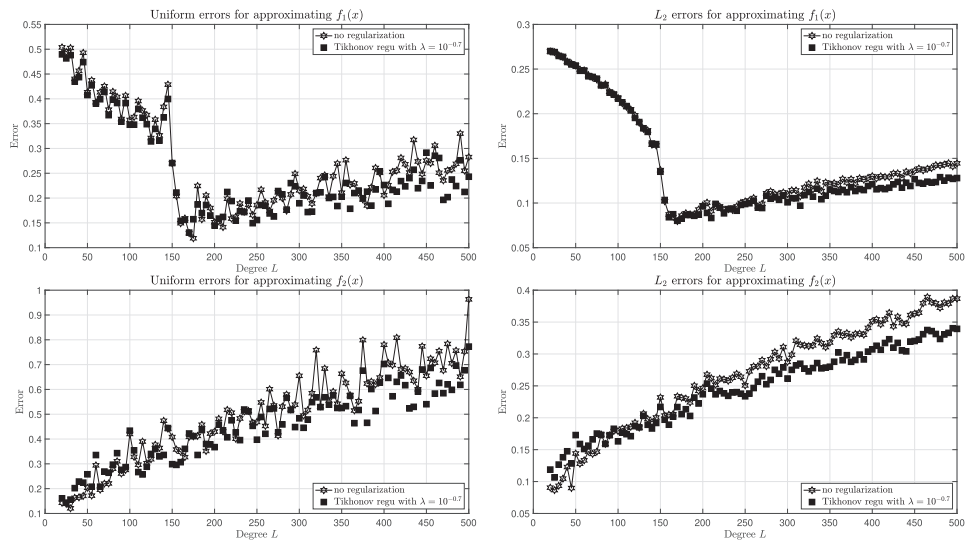 Uniform errors for approximating f₁(x)
0.55
0.5
0.45
0.4
0.35
0.3
0.25
0.2
0.15
0.1
Error
no regularization
Tikhonov regu with λ = 10⁻⁰·⁷
0 50 100 150 200 250 300 350 400 450 500
Degree L
L₂ errors for approximating f₁(x)
0.3
0.25
0.2
0.15
0.1
0.05
Error
no regularization
Tikhonov regu with λ = 10⁻⁰·⁷
0 50 100 150 200 250 300 350 400 450 500
Degree L
Uniform errors for approximating f₂(x)
1
0.9
0.8
0.7
0.6
0.5
0.4
0.3
0.2
0.1
Error
no regularization
Tikhonov regu with λ = 10⁻⁰·⁷
0 50 100 150 200 250 300 350 400 450 500
Degree L
L₂ errors for approximating f₂(x)
0.4
0.35
0.3
0.25
0.2
0.15
0.1
0.05
Error
no regularization
Tikhonov regu with λ = 10⁻⁰·⁷
0 50 100 150 200 250 300 350 400 450 500
Degree L